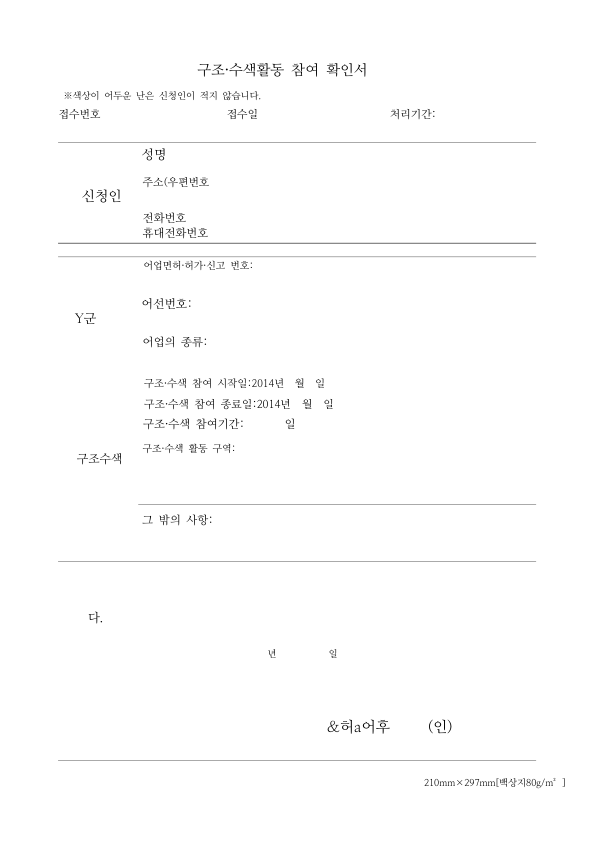 구조·수색활동 참여 확인서
※색상이 어두운 난은 신청인이 적지 않습니다.
접수번호 접수일 처리기간:
성명
주소(우편번호
신청인
전화번호
휴대전화번호
어업면허·허가·신고 번호:
어선번호:
Y군
어업의 종류:
구조·수색 참여 시작일:2014년 월 일
구조·수색 참여 종료일:2014년 월 일
구조·수색 참여기간: 일
구조·수색 활동 구역:
구조수색
그 밖의 사항:
다.
년 일
&허a어후 (인)
210mm×297mm[백상지80g/㎡ ]